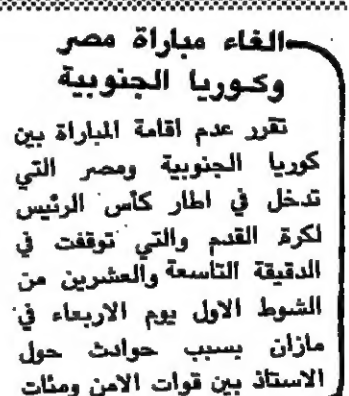 الغاء مباراة مصر
وكوريا الجنوبية
تقرر عدم اقامة المباراة بين
كوريا الجنوبية ومصر التي
تدخل في اطار كأس الرئيس
لكرة القدم والتي توقفت في
الدقيقة التاسعة والعشرين من
الشوط الاول يوم الاربعاء في
مازان بسبب حوادث حول
الاستاذ بين قوات الامن ومئات